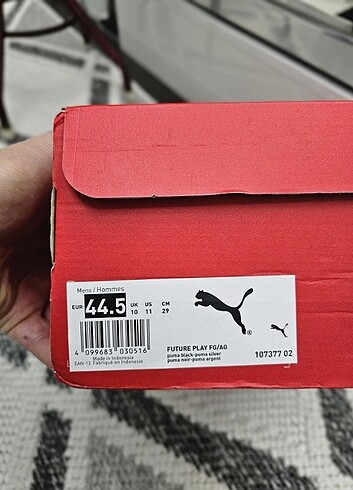 Mens / Hommes
EUR 44.5 UK 10 US 11 CM 29
4 099683 030516
Made in Indonesia
EAN 13 Fabriqué en Indonésie
FUTURE PLAY FG/AG
puma black-puma silver
puma noir-puma argent
107377 02